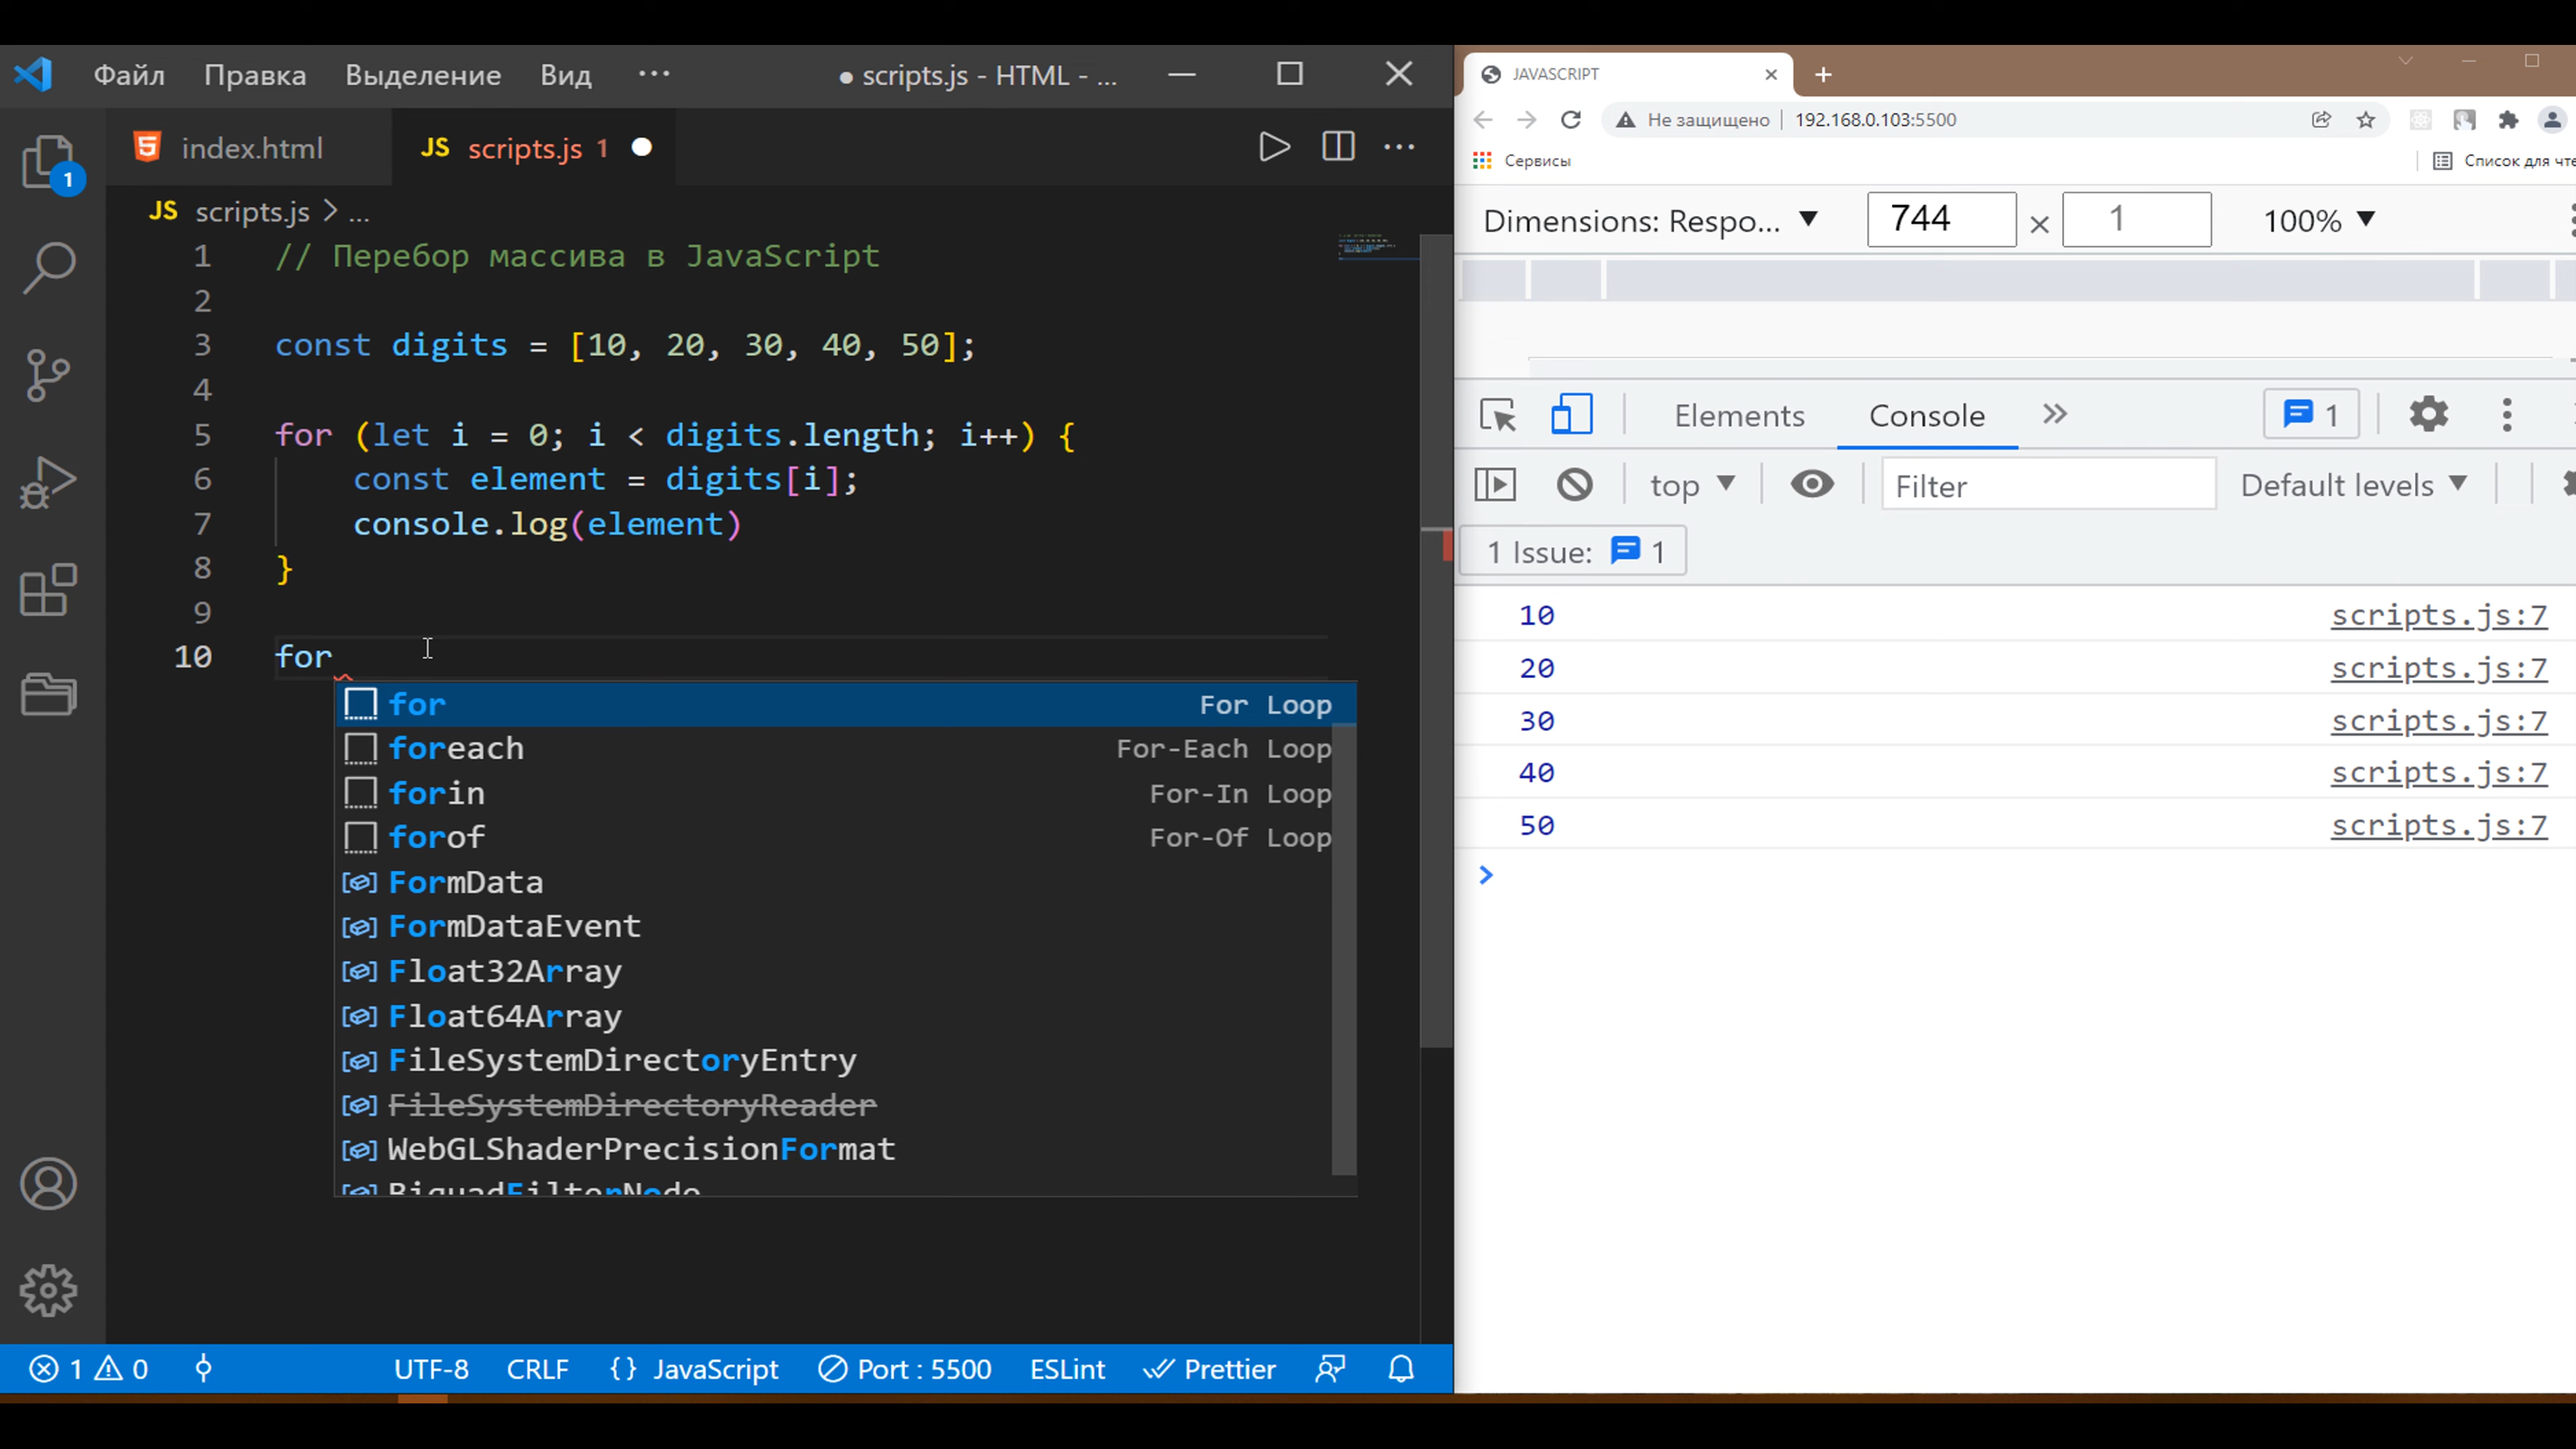 Файл Правка Выделение Вид ··· ● scripts.js - HTML - ...
index.html JS scripts.js 1
JS scripts.js > ...
1 // Перебор массива в JavaScript
2
3 const digits = [10, 20, 30, 40, 50];
4
5 for (let i = 0; i < digits.length; i++) {
6 const element = digits[i];
7 console.log(element)
8 }
9
10 for
for For Loop
foreach For-Each Loop
forin For-In Loop
forof For-Of Loop
FormData
FormDataEvent
Float32Array
Float64Array
FileSystemDirectoryEntry
FileSystemDirectoryReader
WebGLShaderPrecisionFormat
BiquadFilterNode
1
1 0 UTF-8 CRLF {} JavaScript Port : 5500 ESLint Prettier
JAVASCRIPT
Не защищено 192.168.0.103:5500
Сервисы Список для
Dimensions: Respo... 744 × 1 100%
Elements Console » 1
top Filter Default levels
1 Issue: 1
10 scripts.js:7
20 scripts.js:7
30 scripts.js:7
40 scripts.js:7
50 scripts.js:7
>